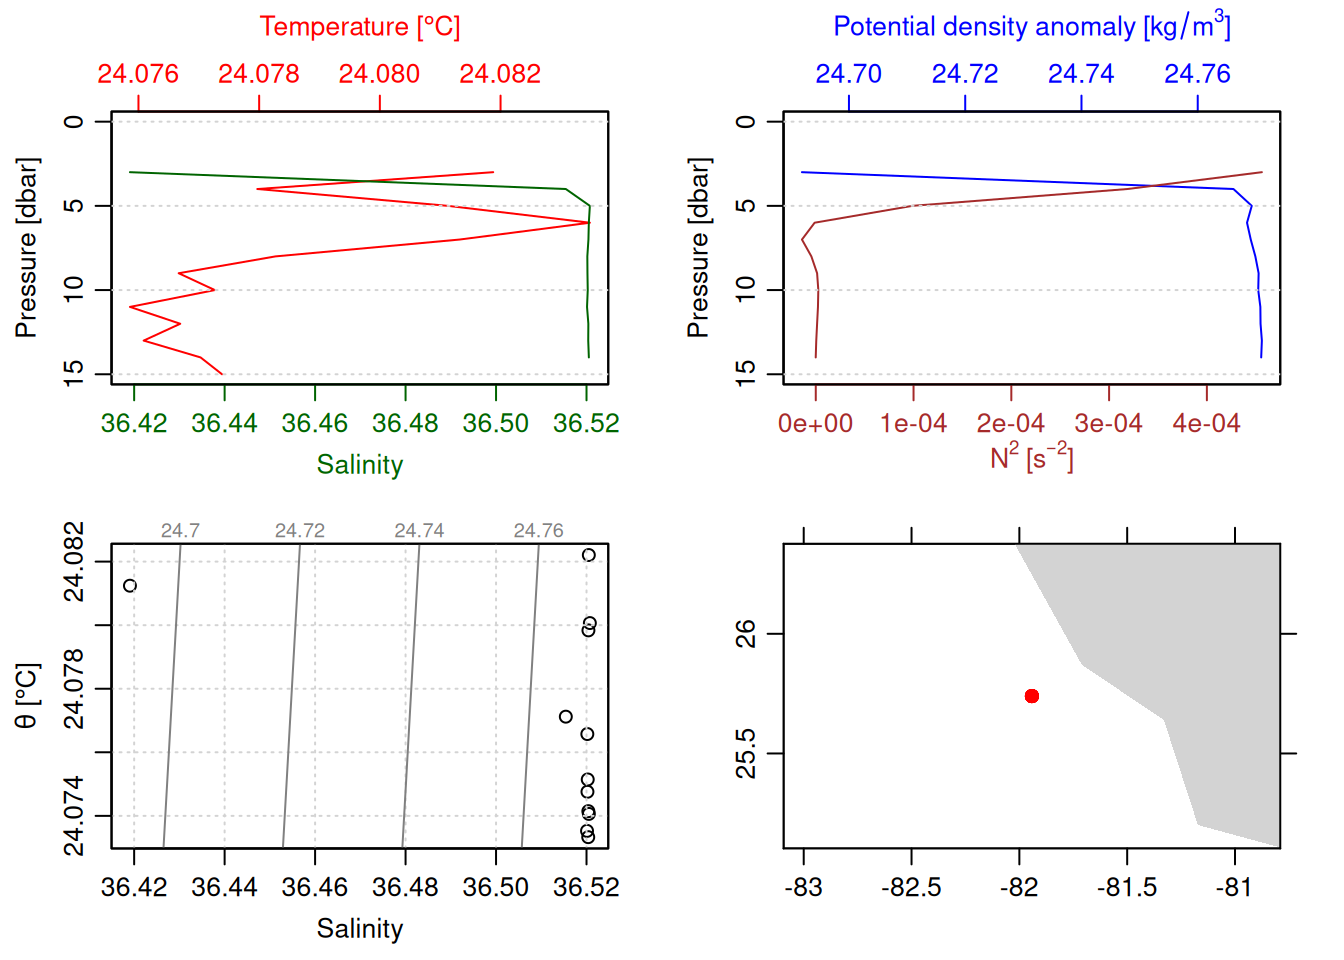 Temperature [°C]
24.076 24.078 24.080 24.082
Pressure [dbar]
0 5 10 15
36.42 36.44 36.46 36.48 36.50 36.52
Salinity
Potential density anomaly [kg/m³]
24.70 24.72 24.74 24.76
Pressure [dbar]
0 5 10 15
0e+00 1e-04 2e-04 3e-04 4e-04
N² [s⁻²]
24.7 24.72 24.74 24.76
θ [°C]
24.082 24.078 24.074
36.42 36.44 36.46 36.48 36.50 36.52
Salinity
26 25.5
-83 -82.5 -82 -81.5 -81